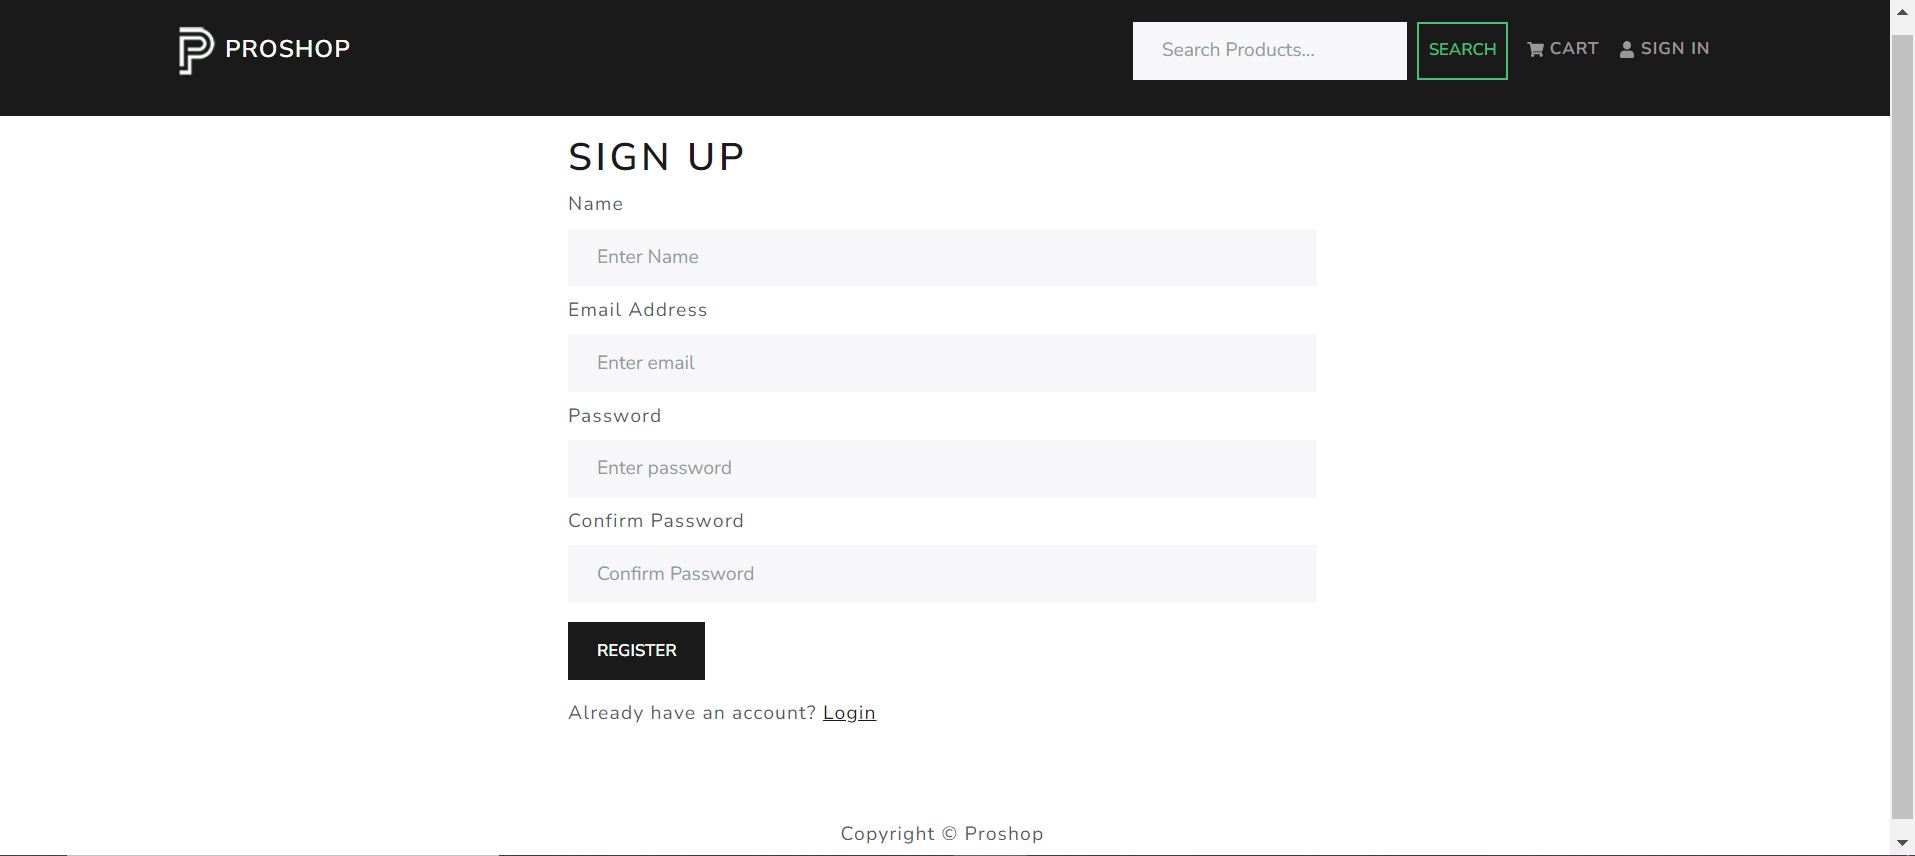 PROSHOP
Search Products...
SEARCH
CART
SIGN IN
SIGN UP
Name
Enter Name
Email Address
Enter email
Password
Enter password
Confirm Password
Confirm Password
REGISTER
Already have an account? Login
Copyright © Proshop